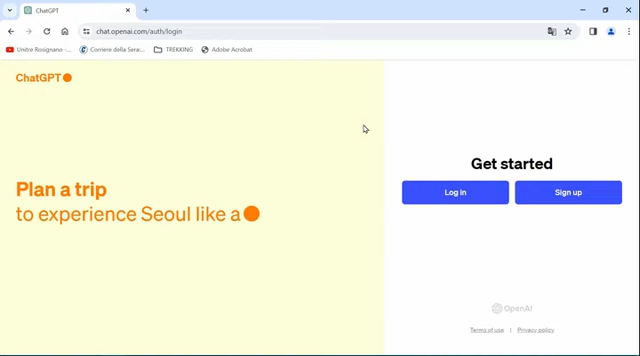 ChatGPT
chat.openai.com/auth/login
Unitre Rosignano-...
Corriere della Sera...
TREKKING
Adobe Acrobat
ChatGPT
Plan a trip
to experience Seoul like a
Get started
Log in
Sign up
OpenAI
Terms of use | Privacy policy